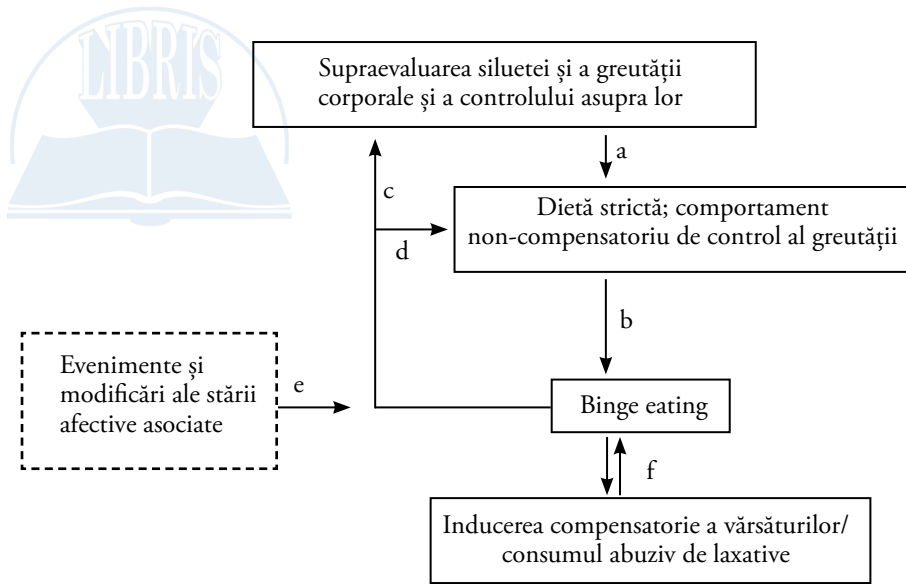 LIBRIS
Supraevaluarea siluetei și a greutății
corporale și a controlului asupra lor
a
c
Dietă strictă; comportament
non-compensatoriu de control al greutății
d
b
Evenimente și
modificări ale stării
afective asociate
e
Binge eating
f
Inducerea compensatorie a vărsăturilor/
consumul abuziv de laxative